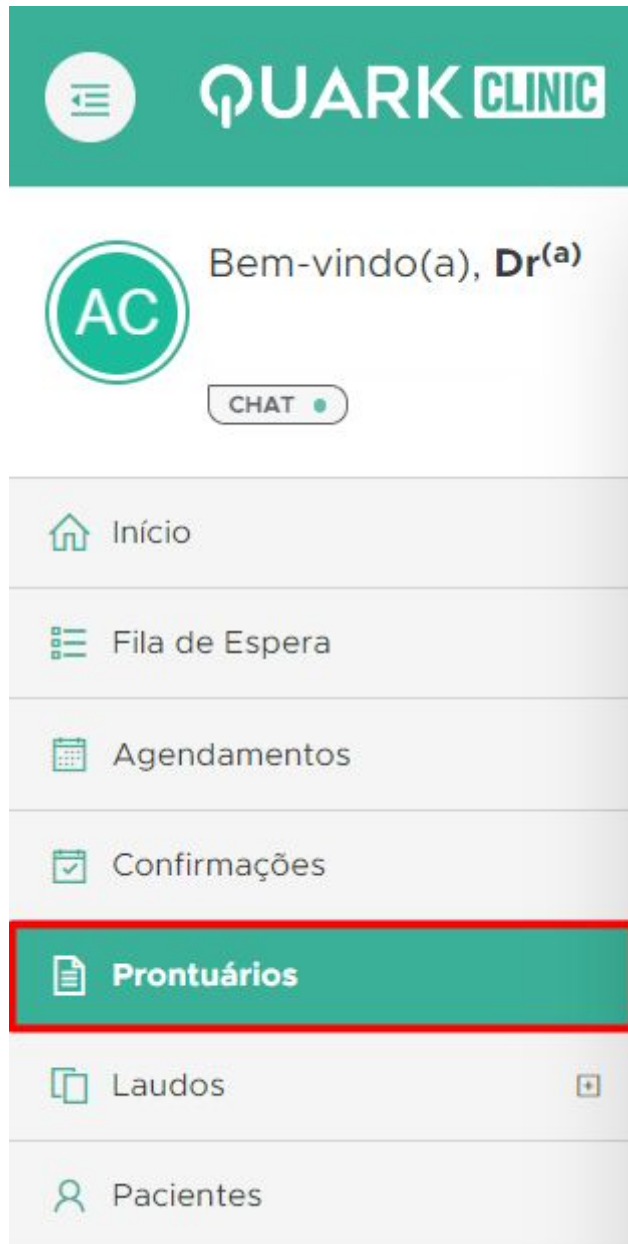 QUARK CLINIC
AC
Bem-vindo(a), Dr(a)
CHAT
Início
Fila de Espera
Agendamentos
Confirmações
Prontuários
Laudos
Pacientes